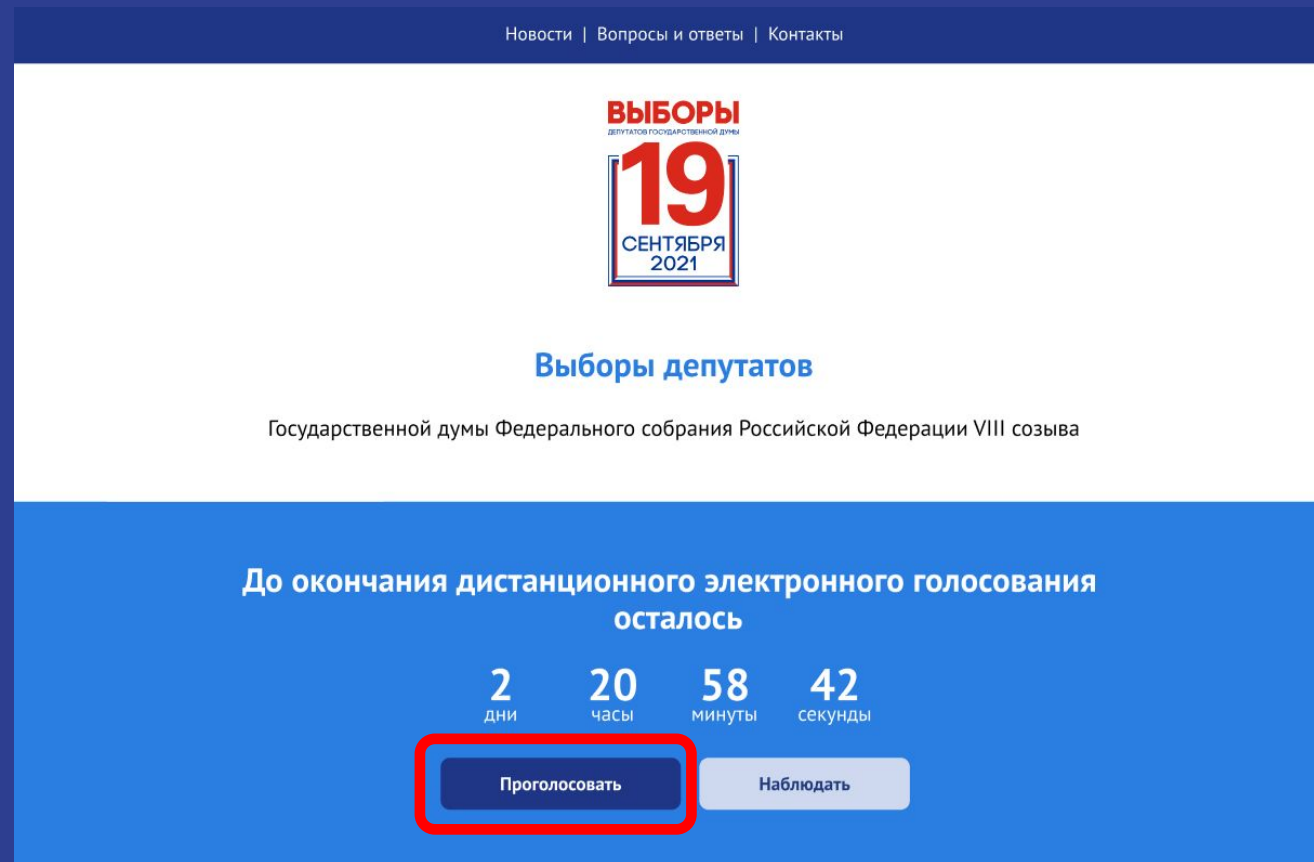 Новости | Вопросы и ответы | Контакты
ВЫБОРЫ
ДЕПУТАТОВ ГОСУДАРСТВЕННОЙ ДУМЫ
19
СЕНТЯБРЯ
2021
Выборы депутатов
Государственной думы Федерального собрания Российской Федерации VIII созыва
До окончания дистанционного электронного голосования
осталось
2 20 58 42
дни часы минуты секунды
Проголосовать Наблюдать